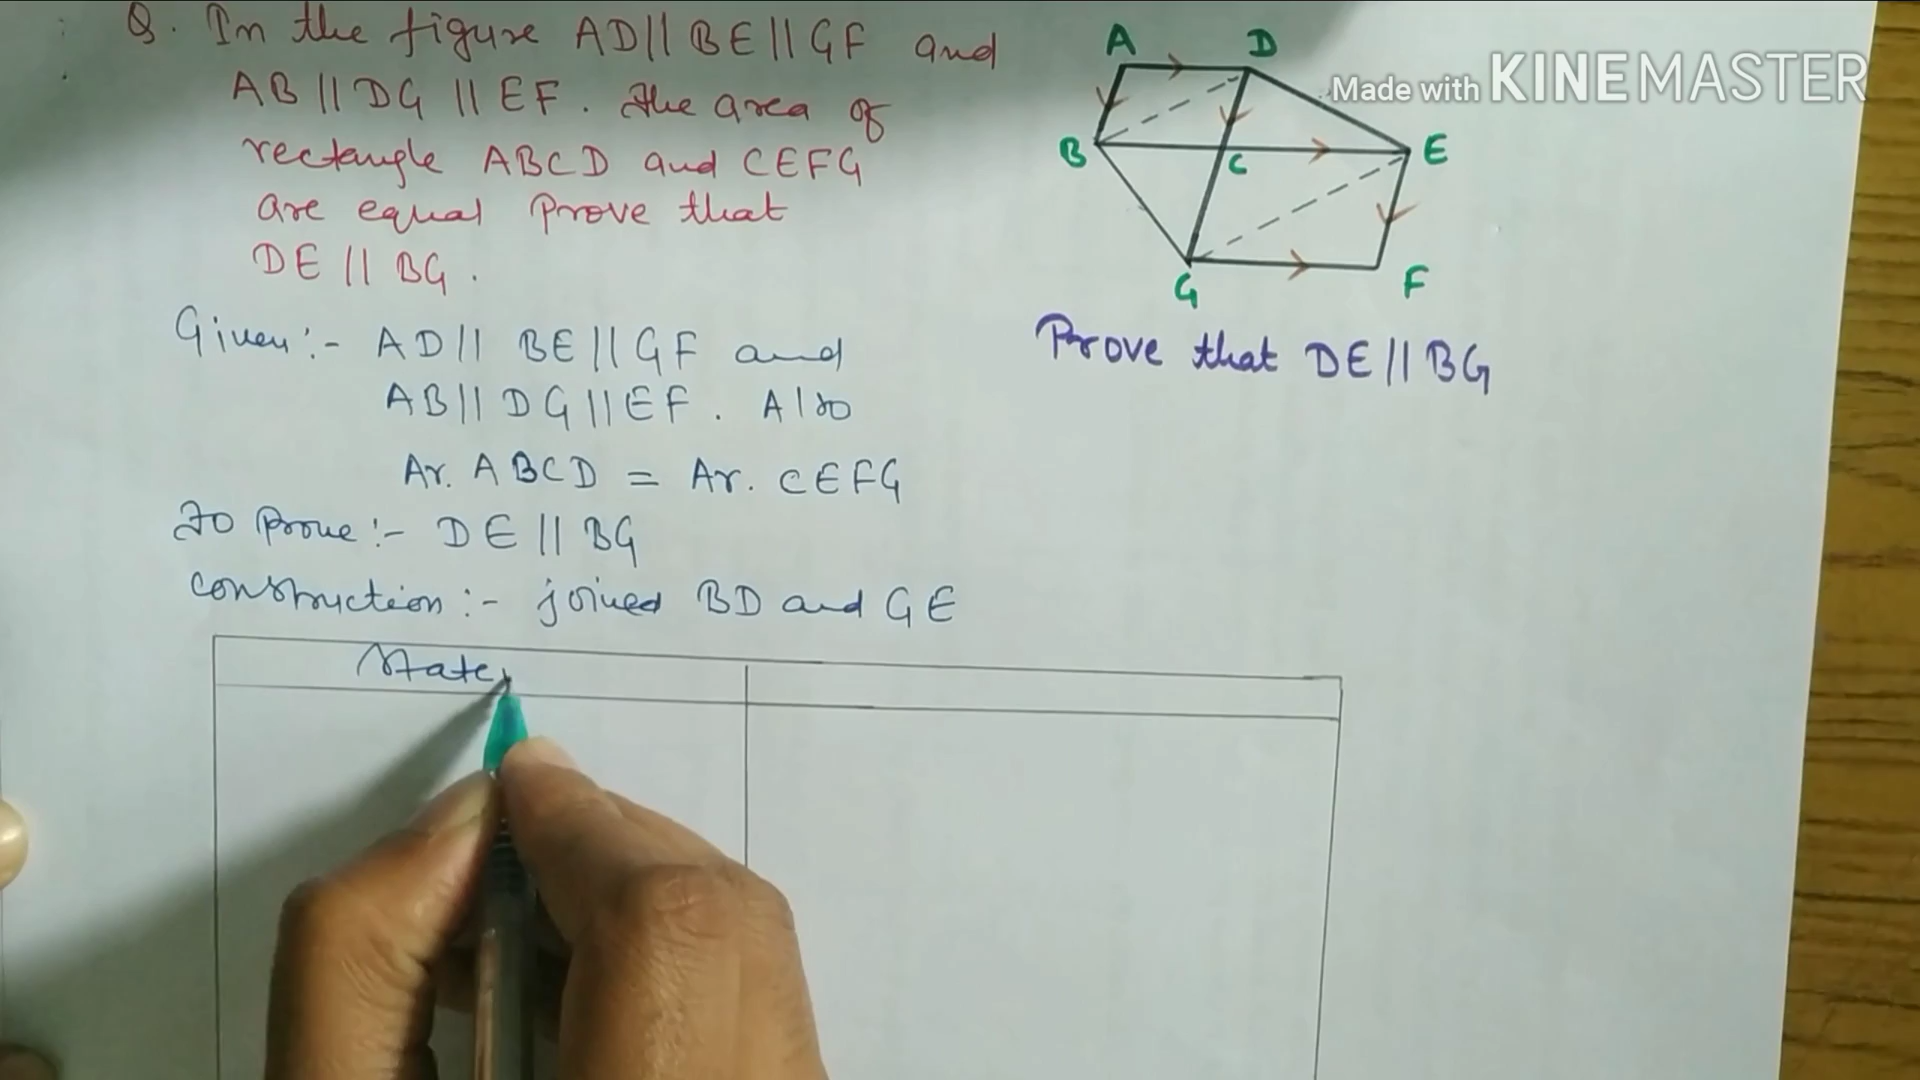 Q. In the figure AD || BE || GF and
AB || DG || EF. The area of
rectangle ABCD and CEFG
are equal Prove that
DE || BG.
A
D
B
C
E
G
F
Made with KINEMASTER
Prove that DE || BG
Given :- AD || BE || GF and
AB || DG || EF. Also
Ar. ABCD = Ar. CEFG
To Prove :- DE || BG
Construction :- joined BD and GE
State